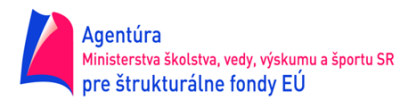 Agentúra
Ministerstva školstva, vedy, výskumu a športu SR
pre štrukturálne fondy EÚ